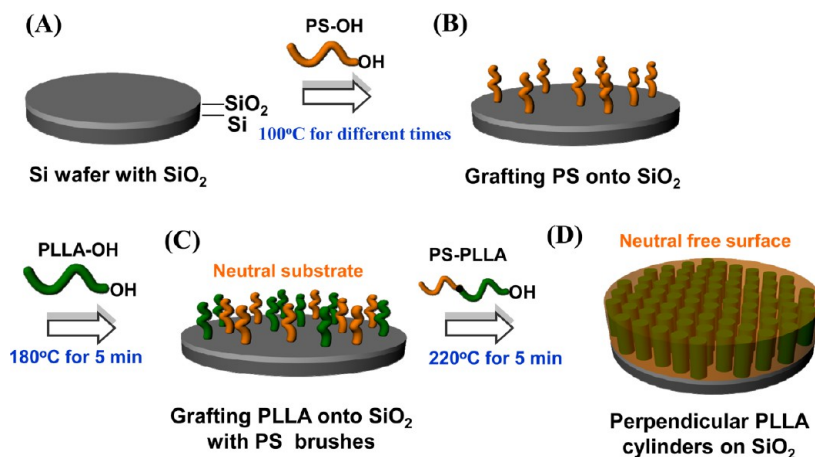 (A)
PS-OH
OH
(B)
SiO₂
Si
100°C for different times
Si wafer with SiO₂
Grafting PS onto SiO₂
PLLA-OH
OH
(C)
Neutral substrate
PS-PLLA
OH
(D)
Neutral free surface
180°C for 5 min
220°C for 5 min
Grafting PLLA onto SiO₂
with PS brushes
Perpendicular PLLA
cylinders on SiO₂